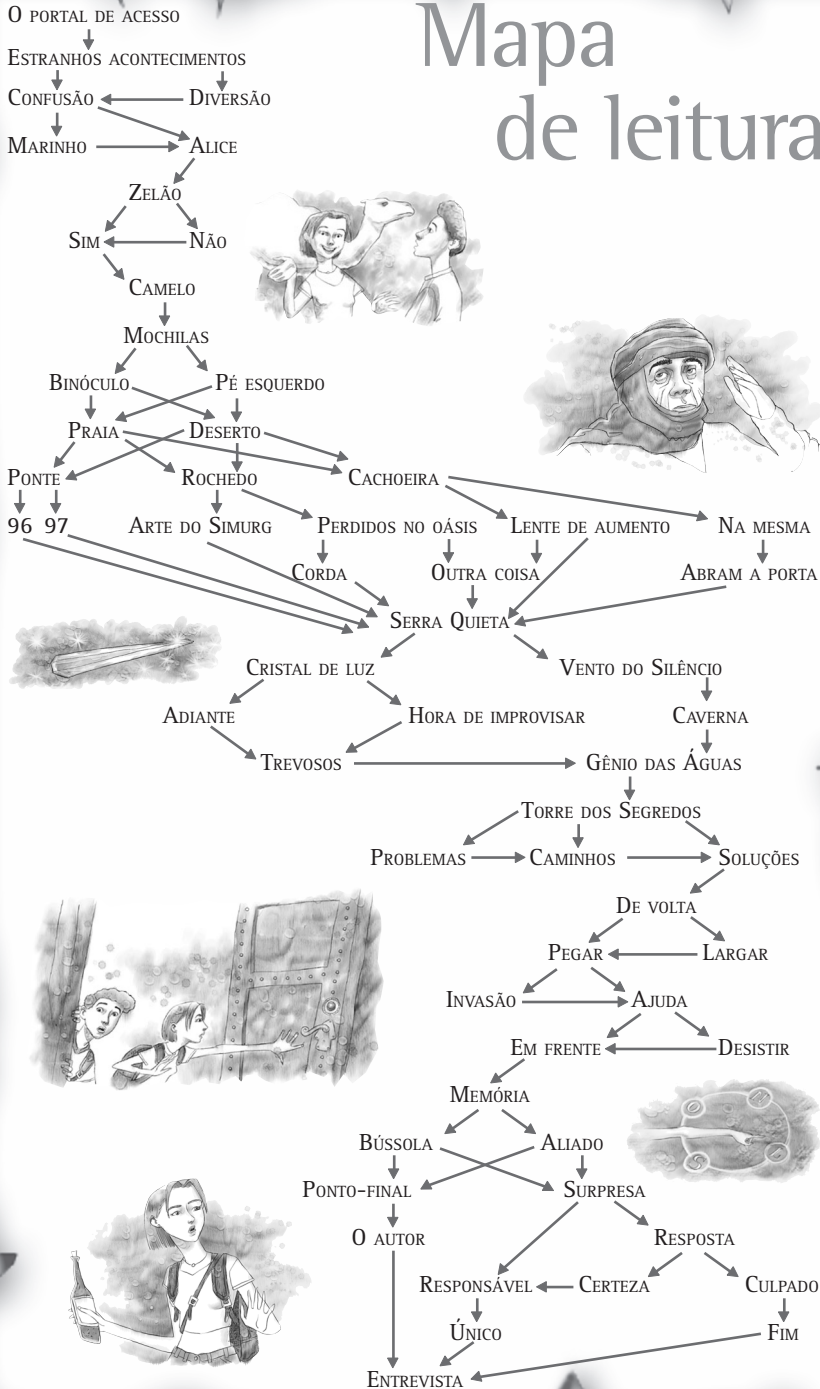 Mapa
de leitura
O PORTAL DE ACESSO
ESTRANHOS ACONTECIMENTOS
CONFUSÃO DIVERSÃO
MARINHO ALICE
ZELÃO
SIM NÃO
CAMELO
MOCHILAS
BINÓCULO PÉ ESQUERDO
PRAIA DESERTO
PONTE ROCHEDO CACHOEIRA
96 97 ARTE DO SIMURG PERDIDOS NO OÁSIS LENTE DE AUMENTO NA MESMA
CORDA OUTRA COISA ABRAM A PORTA
SERRA QUIETA
CRISTAL DE LUZ VENTO DO SILÊNCIO
ADIANTE HORA DE IMPROVISAR CAVERNA
TREVOSOS GÊNIO DAS ÁGUAS
TORRE DOS SEGREDOS
PROBLEMAS CAMINHOS SOLUÇÕES
DE VOLTA
PEGAR LARGAR
INVASÃO AJUDA
EM FRENTE DESISTIR
MEMÓRIA
BÚSSOLA ALIADO
PONTO-FINAL SURPRESA
O AUTOR RESPOSTA
RESPONSÁVEL CERTEZA CULPADO
ÚNICO FIM
ENTREVISTA